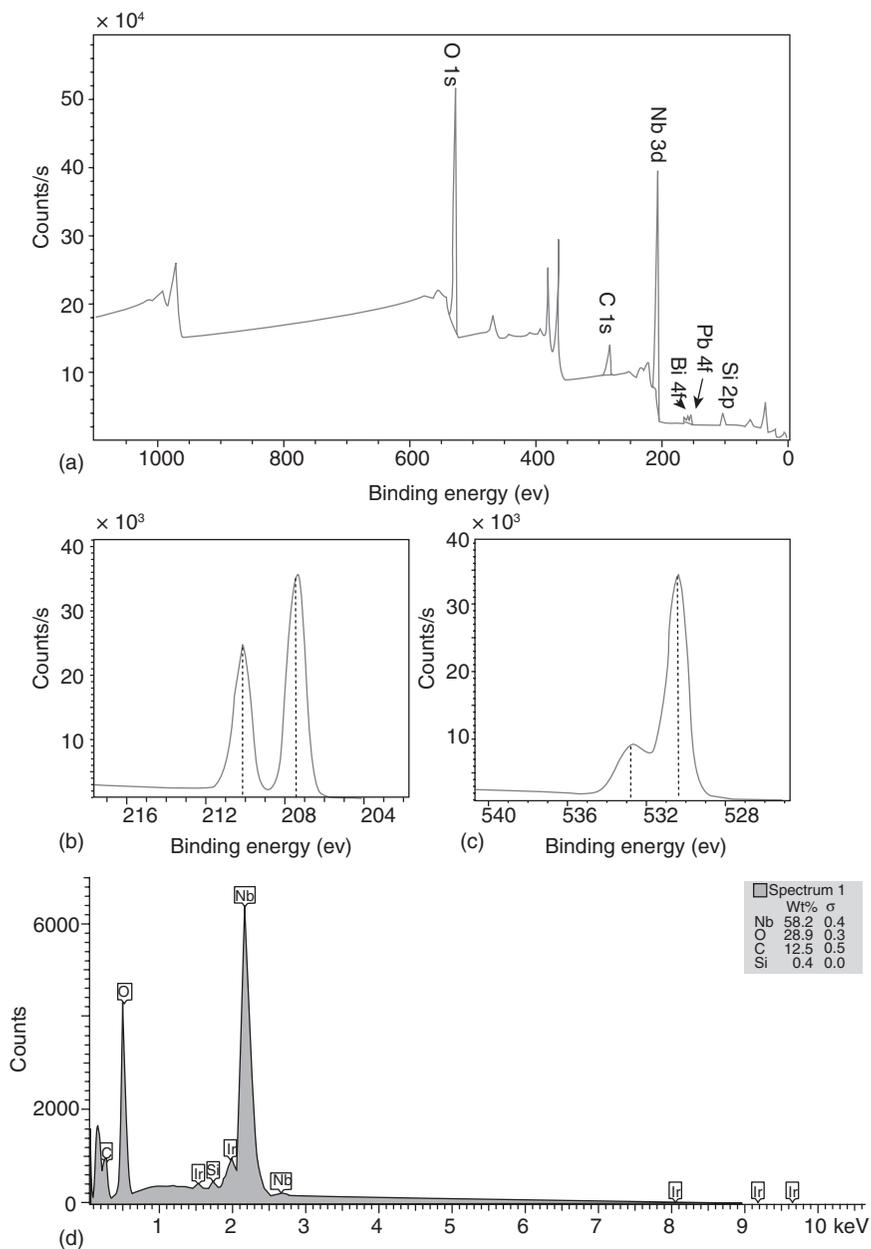 × 10⁴
50
40
30
20
10
Counts/s
O 1s
Nb 3d
C 1s
Bi 4f
Pb 4f
Si 2p
1000 800 600 400 200 0
(a)
Binding energy (ev)
× 10³
40
30
20
10
Counts/s
216 212 208 204
(b)
Binding energy (ev)
× 10³
40
30
20
10
Counts/s
540 536 532 528
(c)
Binding energy (ev)
6000
2000
0
Counts
C
O
Ir
Si
Ir
Nb
Nb
Ir
Ir
Ir
Spectrum 1
Wt% σ
Nb 58.2 0.4
O 28.9 0.3
C 12.5 0.5
Si 0.4 0.0
1 2 3 4 5 6 7 8 9 10 keV
(d)